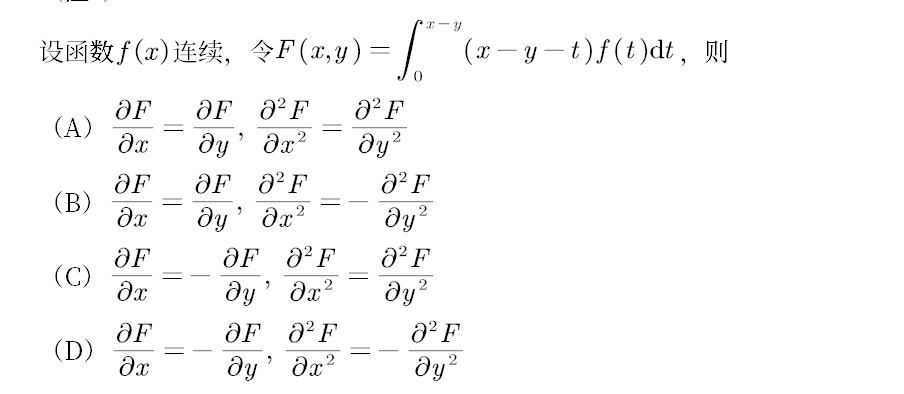 设函数f(x)连续, 令F(x,y)=∫₀^{x−y}(x−y−t)f(t)dt, 则
(A) ∂F/∂x=∂F/∂y, ∂²F/∂x²=∂²F/∂y²
(B) ∂F/∂x=∂F/∂y, ∂²F/∂x²=−∂²F/∂y²
(C) ∂F/∂x=−∂F/∂y, ∂²F/∂x²=∂²F/∂y²
(D) ∂F/∂x=−∂F/∂y, ∂²F/∂x²=−∂²F/∂y²